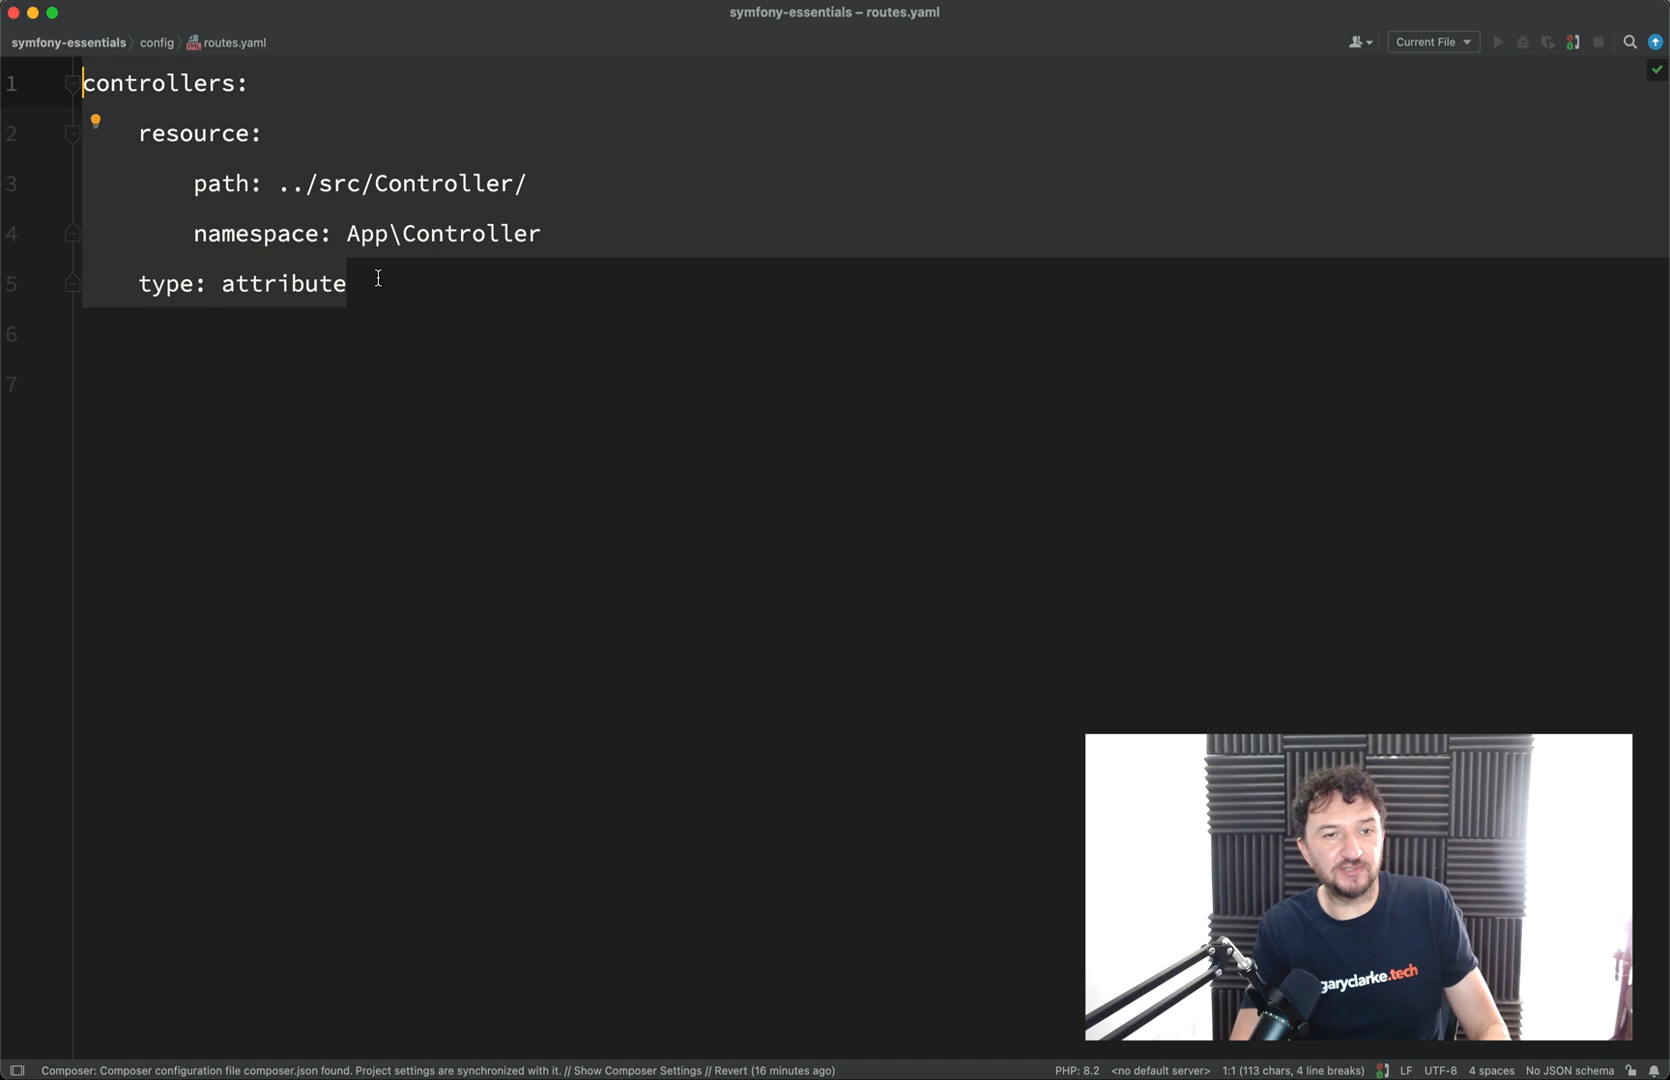 symfony-essentials – routes.yaml
symfony-essentials
config
routes.yaml
Current File
1 controllers:
2 resource:
3 path: ../src/Controller/
4 namespace: App\Controller
5 type: attribute
6
7
garyclarke.tech
Composer: Composer configuration file composer.json found. Project settings are synchronized with it. // Show Composer Settings // Revert (16 minutes ago)
PHP: 8.2
<no default server>
1:1 (113 chars, 4 line breaks)
LF
UTF-8
4 spaces
No JSON schema